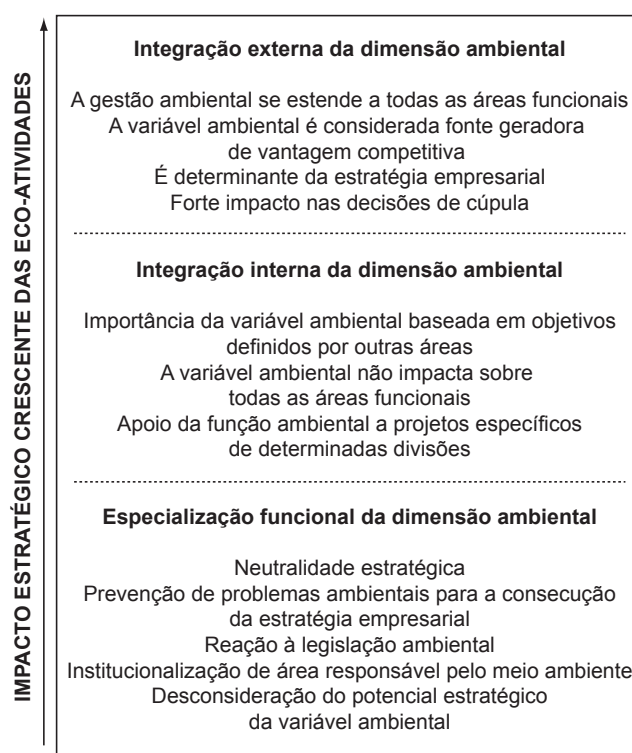 IMPACTO ESTRATÉGICO CRESCENTE DAS ECO-ATIVIDADES
Integração externa da dimensão ambiental
A gestão ambiental se estende a todas as áreas funcionais
A variável ambiental é considerada fonte geradora
de vantagem competitiva
É determinante da estratégia empresarial
Forte impacto nas decisões de cúpula
Integração interna da dimensão ambiental
Importância da variável ambiental baseada em objetivos
definidos por outras áreas
A variável ambiental não impacta sobre
todas as áreas funcionais
Apoio da função ambiental a projetos específicos
de determinadas divisões
Especialização funcional da dimensão ambiental
Neutralidade estratégica
Prevenção de problemas ambientais para a consecução
da estratégia empresarial
Reação à legislação ambiental
Institucionalização de área responsável pelo meio ambiente
Desconsideração do potencial estratégico
da variável ambiental